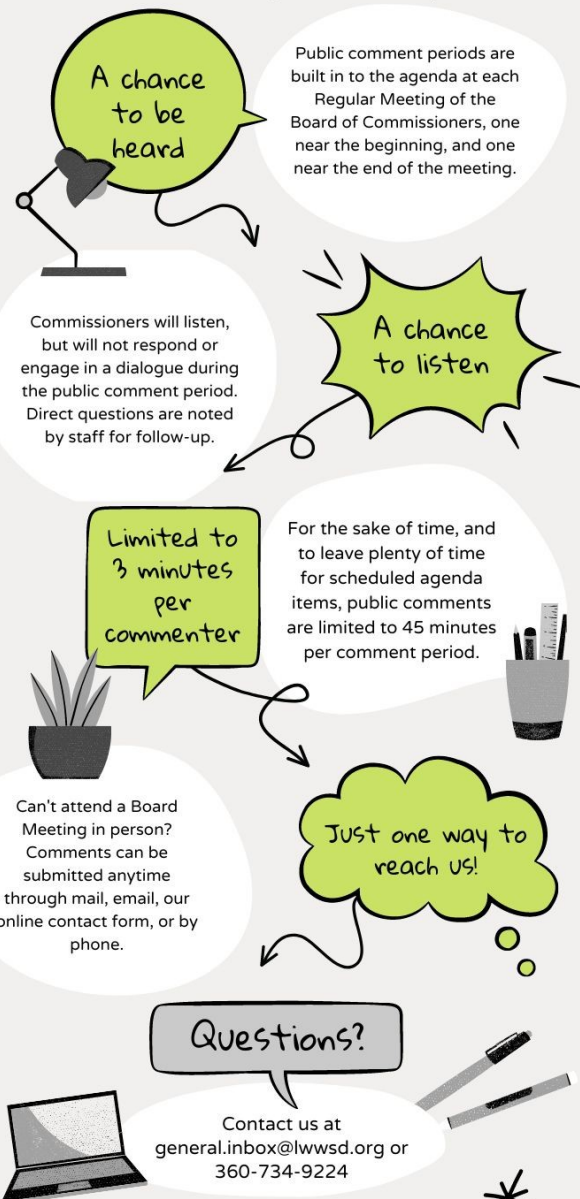 A chance
to be
heard
Public comment periods are
built in to the agenda at each
Regular Meeting of the
Board of Commissioners, one
near the beginning, and one
near the end of the meeting.
A chance
to listen
Commissioners will listen,
but will not respond or
engage in a dialogue during
the public comment period.
Direct questions are noted
by staff for follow-up.
Limited to
3 minutes
per
commenter
For the sake of time, and
to leave plenty of time
for scheduled agenda
items, public comments
are limited to 45 minutes
per comment period.
Just one way to
reach us!
Can't attend a Board
Meeting in person?
Comments can be
submitted anytime
through mail, email, our
online contact form, or by
phone.
Questions?
Contact us at
general.inbox@lwwsd.org or
360-734-9224